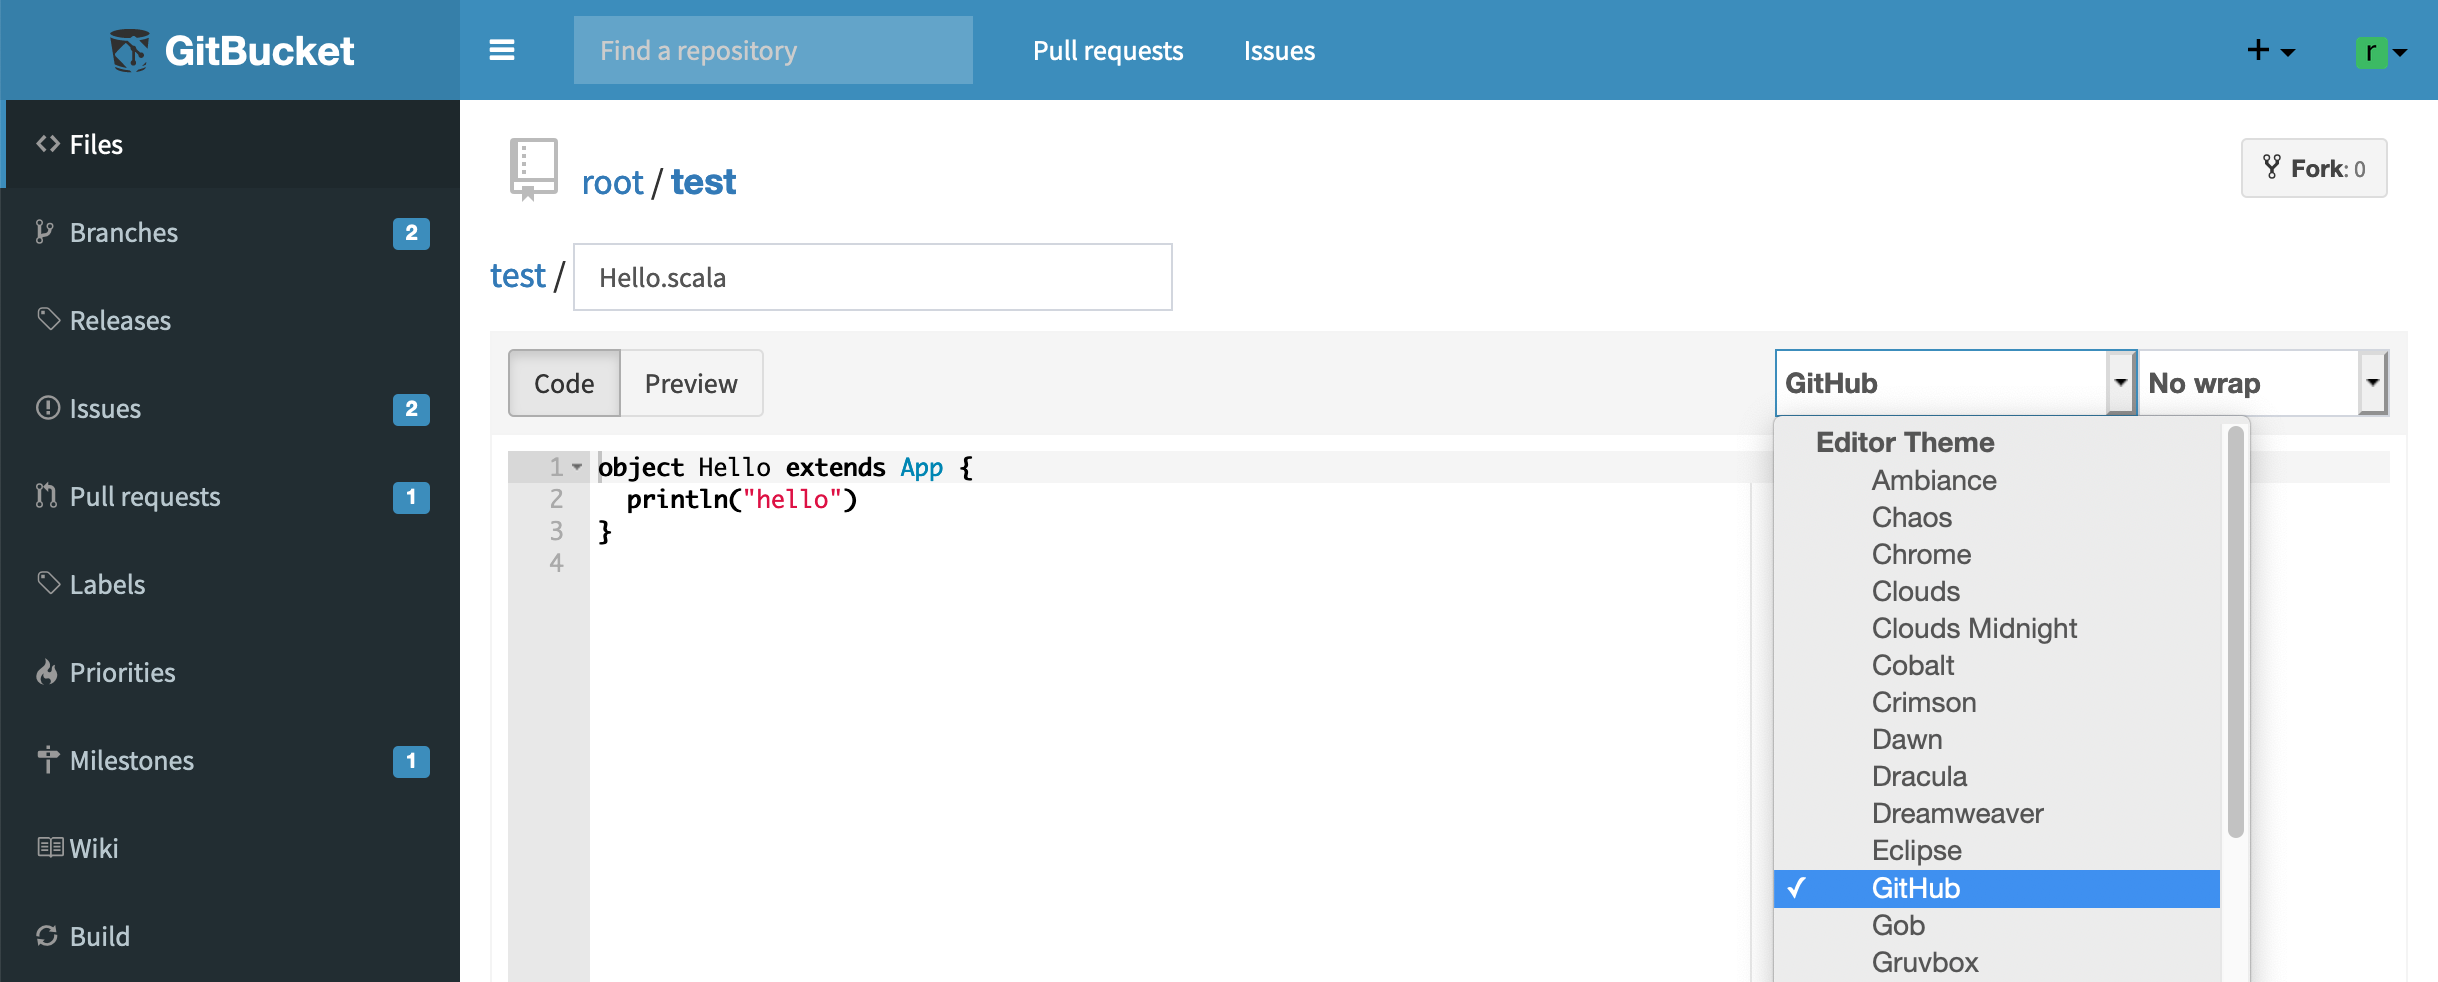 GitBucket
Find a repository
Pull requests
Issues
r
Files
Branches 2
Releases
Issues 2
Pull requests 1
Labels
Priorities
Milestones 1
Wiki
Build
root / test
Fork: 0
test / Hello.scala
Code Preview
GitHub
No wrap
1 object Hello extends App {
2   println("hello")
3 }
4
Editor Theme
Ambiance
Chaos
Chrome
Clouds
Clouds Midnight
Cobalt
Crimson
Dawn
Dracula
Dreamweaver
Eclipse
✓ GitHub
Gob
Gruvbox